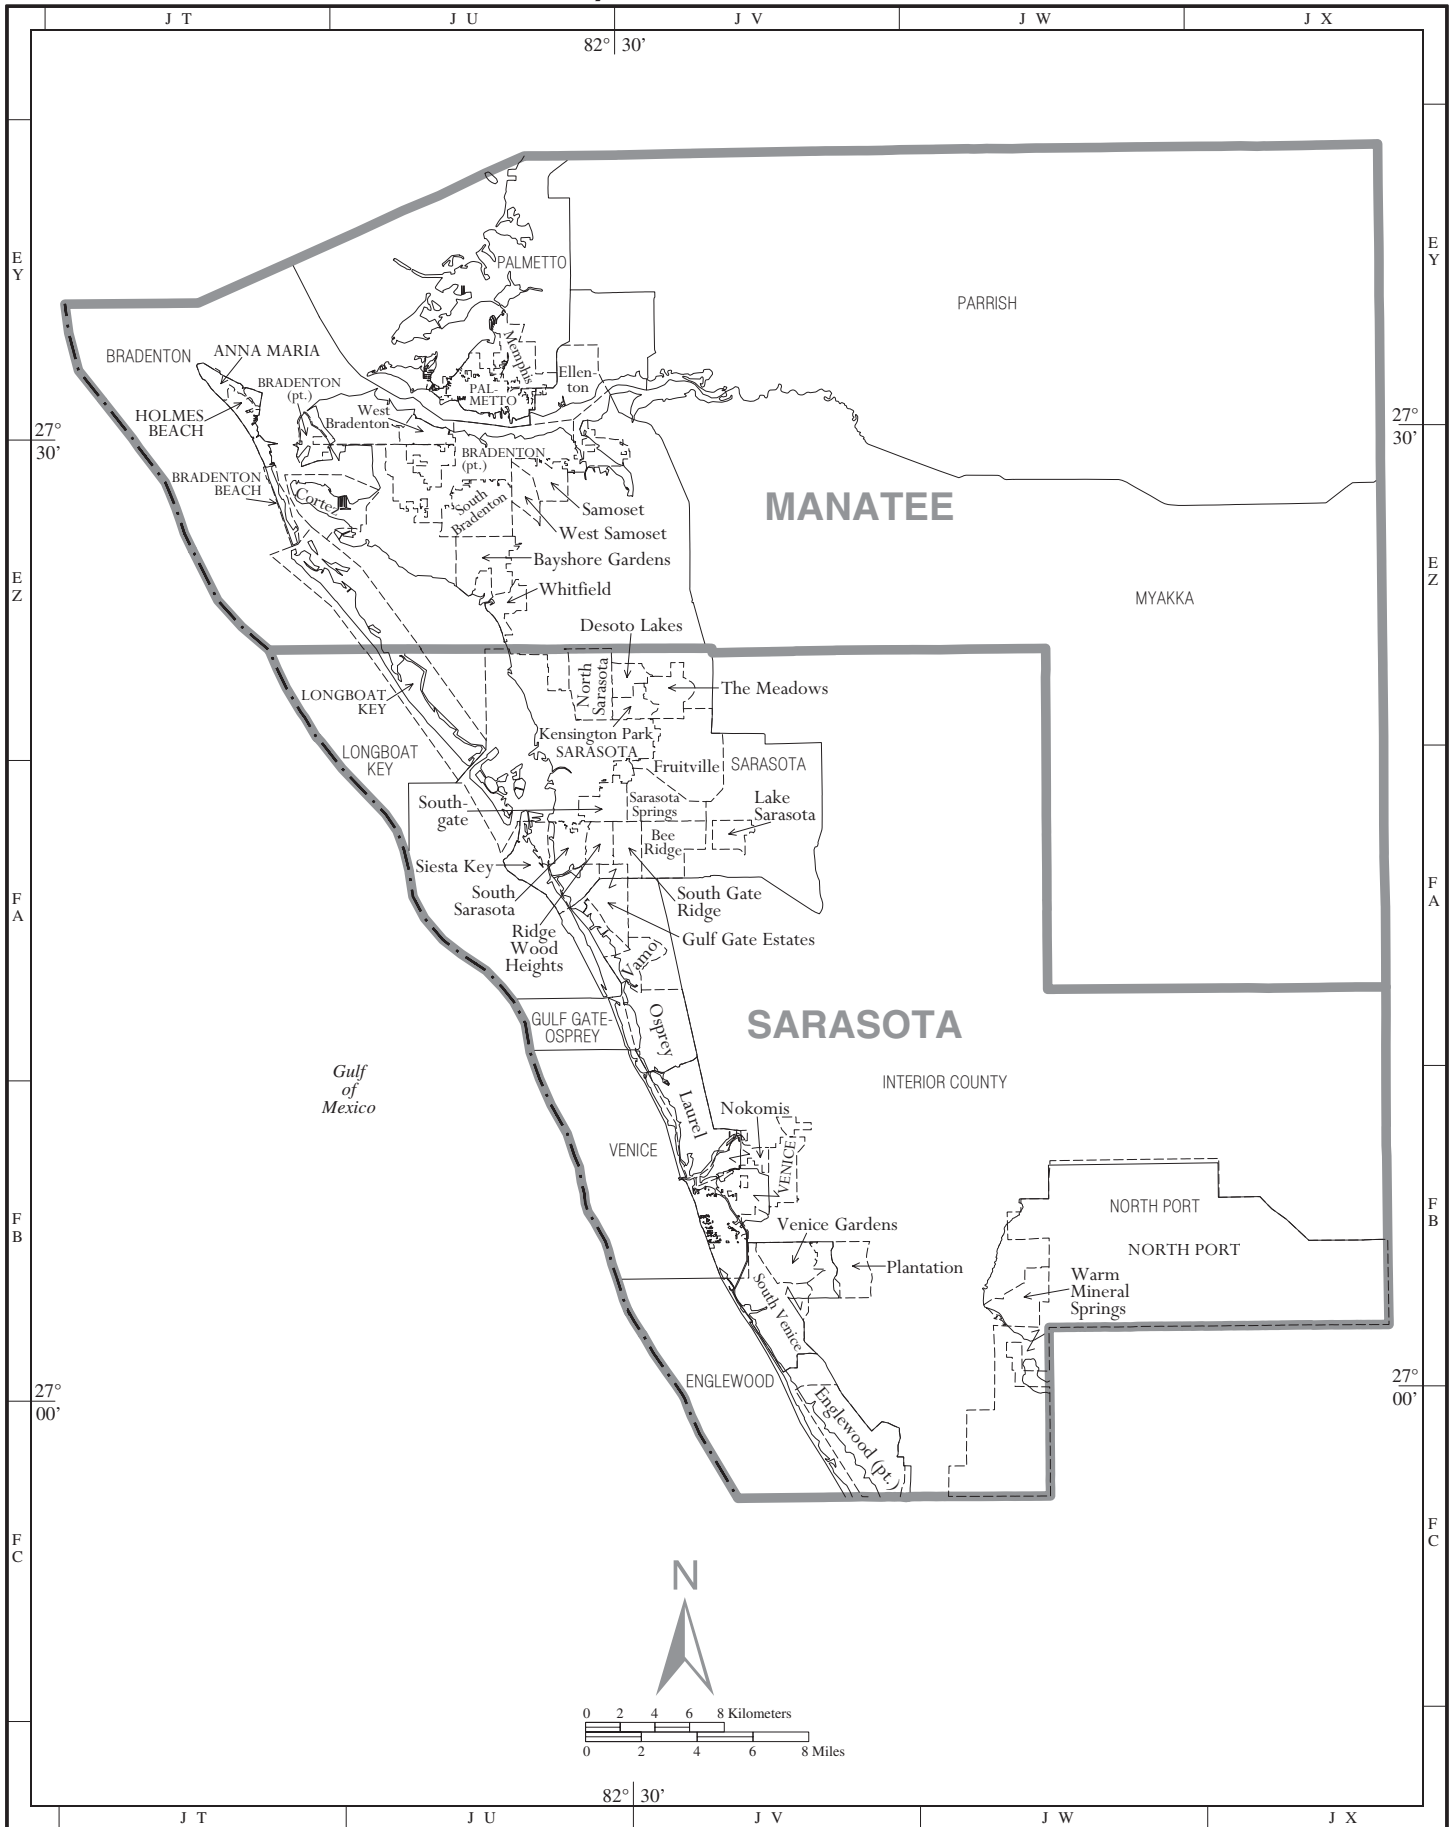 J T
J U
J V
J W
J X
82° 30'
E
Y
E
Y
PALMETTO
PARRISH
BRADENTON
ANNA MARIA
BRADENTON
(pt.)
Memphis
Ellen-
ton
PAL-
METTO
HOLMES
BEACH
West
Bradenton
27°
30'
27°
30'
BRADENTON
(pt.)
BRADENTON
BEACH
Cortez
South
Bradenton
MANATEE
Samoset
West Samoset
Bayshore Gardens
Whitfield
E
Z
E
Z
MYAKKA
Desoto Lakes
North
Sarasota
The Meadows
LONGBOAT
KEY
Kensington Park
SARASOTA
LONGBOAT
KEY
Fruitville
SARASOTA
South-
gate
Sarasota
Springs
Lake
Sarasota
Bee
Ridge
Siesta Key
South
Sarasota
South Gate
Ridge
F
A
F
A
Ridge
Wood
Heights
Gulf Gate Estates
Vamo
GULF GATE-
OSPREY
Osprey
SARASOTA
Gulf
of
Mexico
INTERIOR COUNTY
Laurel
Nokomis
VENICE
VENICE
F
B
F
B
NORTH PORT
Venice Gardens
NORTH PORT
Plantation
Warm
Mineral
Springs
South Venice
ENGLEWOOD
27°
00'
27°
00'
Englewood (pt.)
F
C
F
C
N
0 2 4 6 8 Kilometers
0 2 4 6 8 Miles
82° 30'
J T
J U
J V
J W
J X